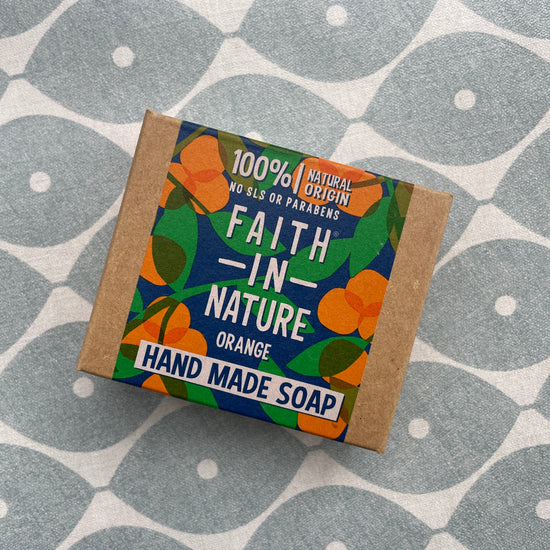 100% | NATURAL ORIGIN
NO SLS OR PARABENS
FAITH®
—IN—
NATURE
ORANGE
HAND MADE SOAP